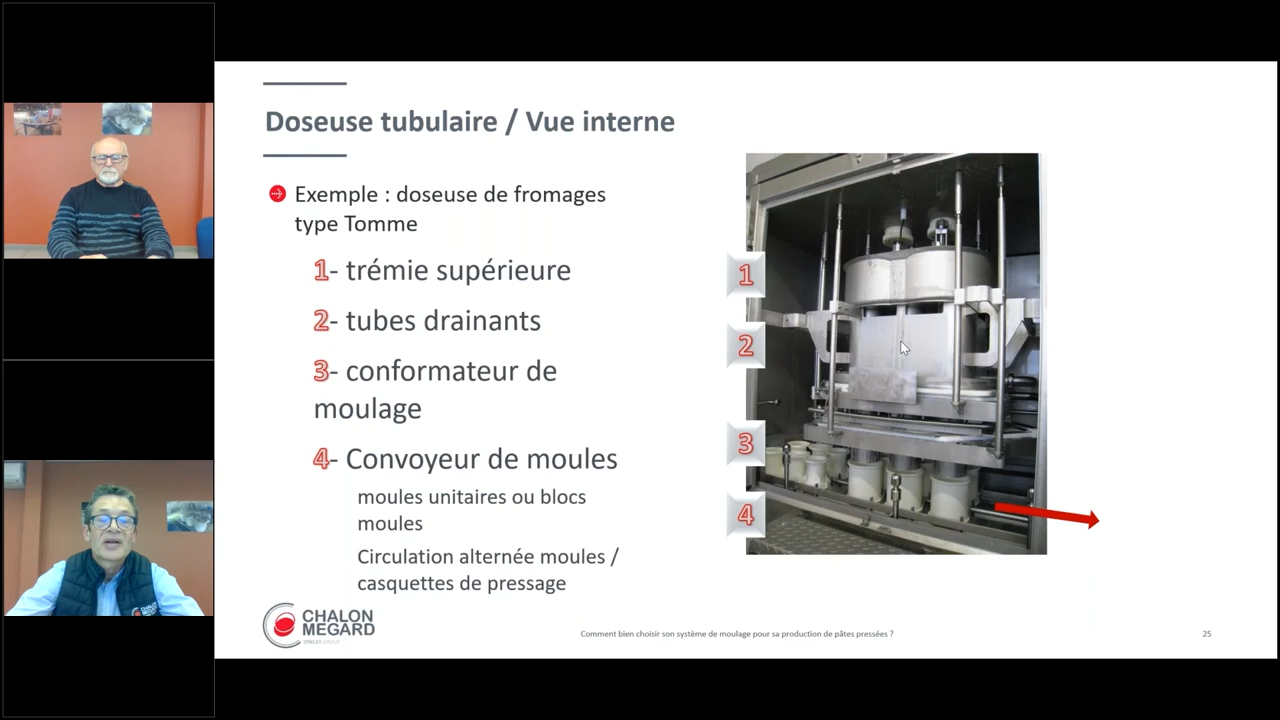 Doseuse tubulaire / Vue interne
Exemple : doseuse de fromages
type Tomme
1- trémie supérieure
2- tubes drainants
3- conformateur de
moulage
4- Convoyeur de moules
moules unitaires ou blocs
moules
Circulation alternée moules /
casquettes de pressage
1
2
3
4
CHALON
MEGARD
CHALON
MEGARD
Comment bien choisir son système de moulage pour sa production de pâtes pressées ?
25